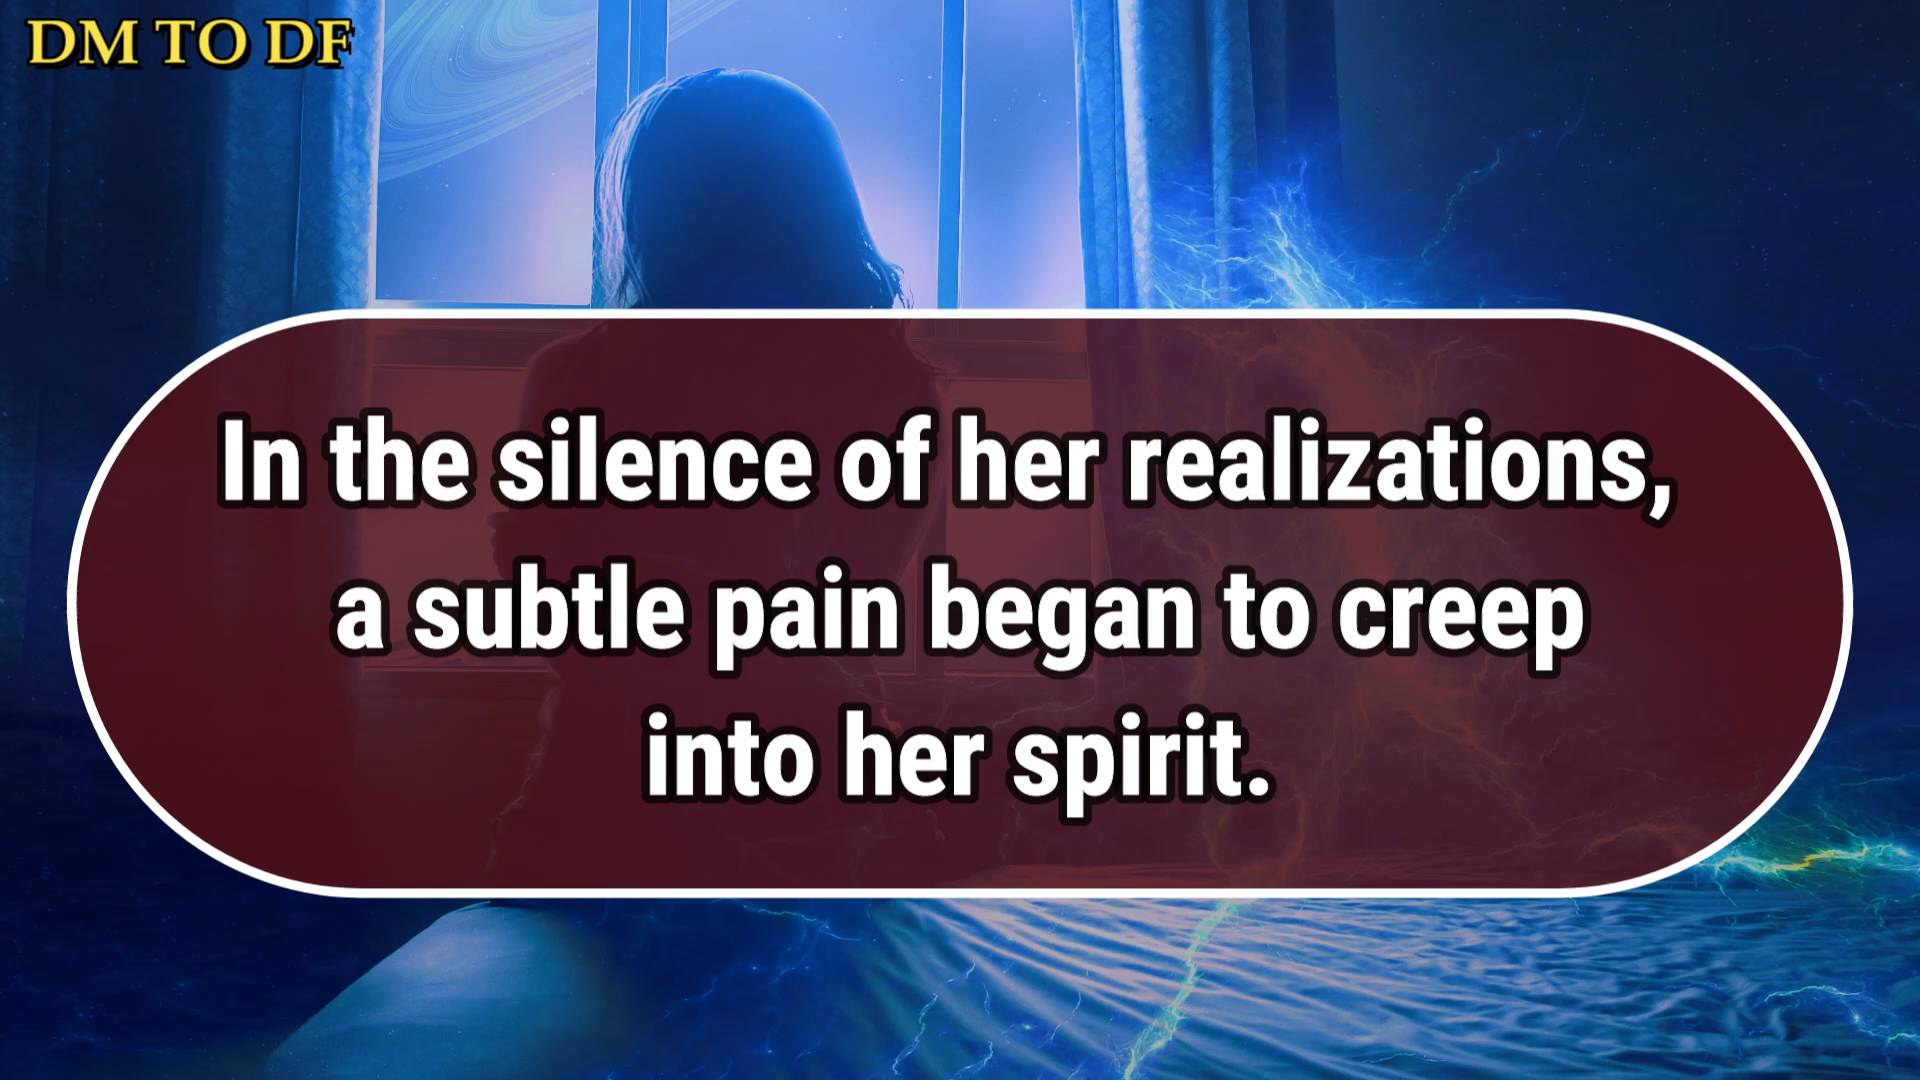 DM TO DF
In the silence of her realizations,
a subtle pain began to creep
into her spirit.